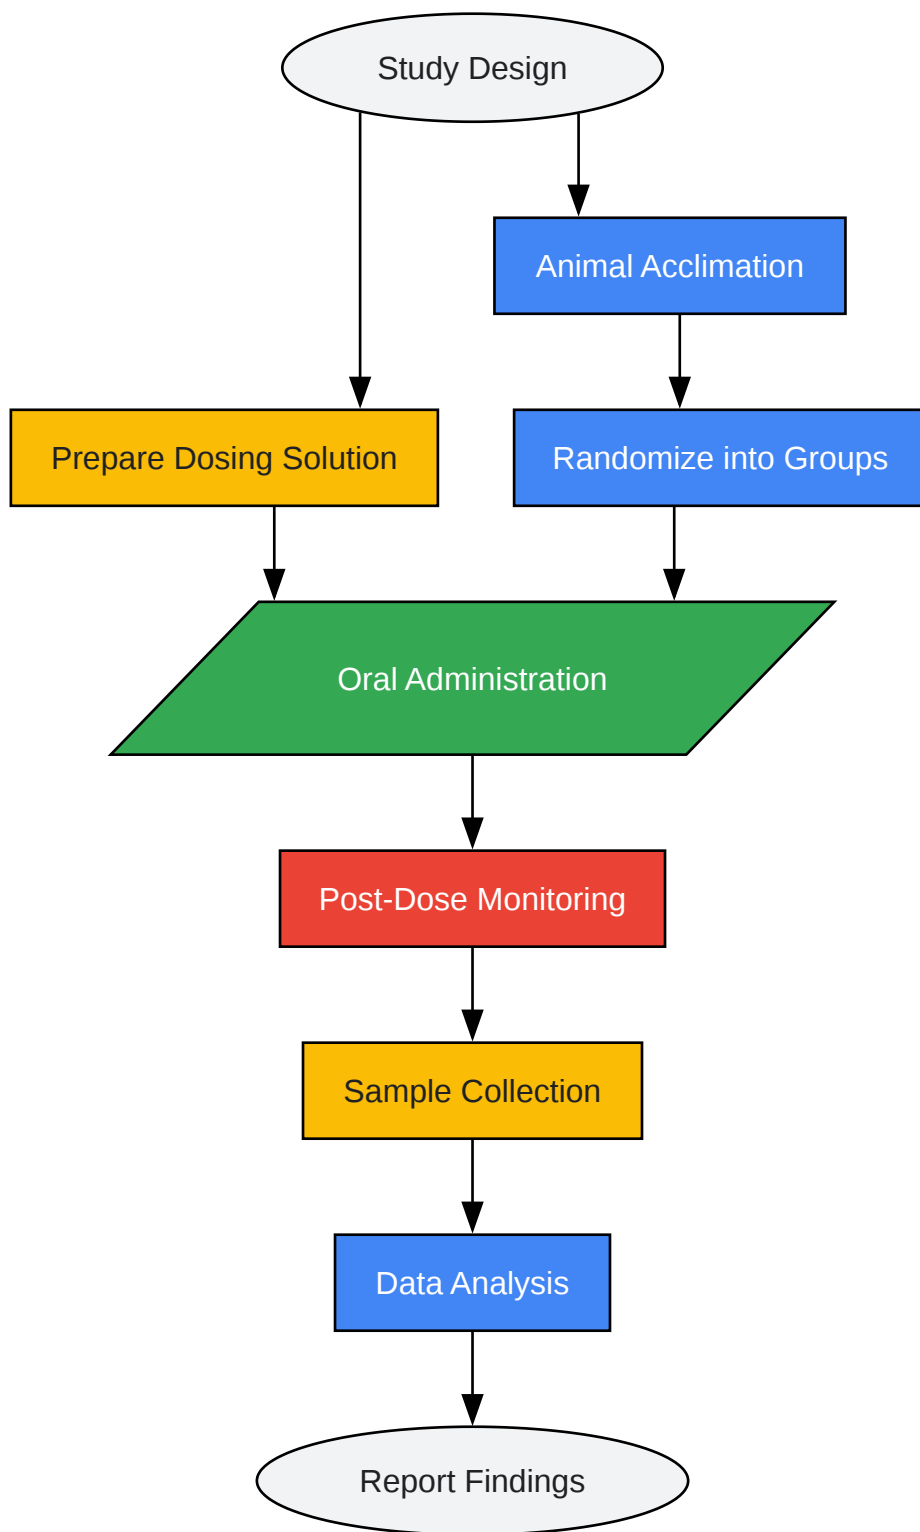 Study Design
Animal Acclimation
Prepare Dosing Solution
Randomize into Groups
Oral Administration
Post-Dose Monitoring
Sample Collection
Data Analysis
Report Findings